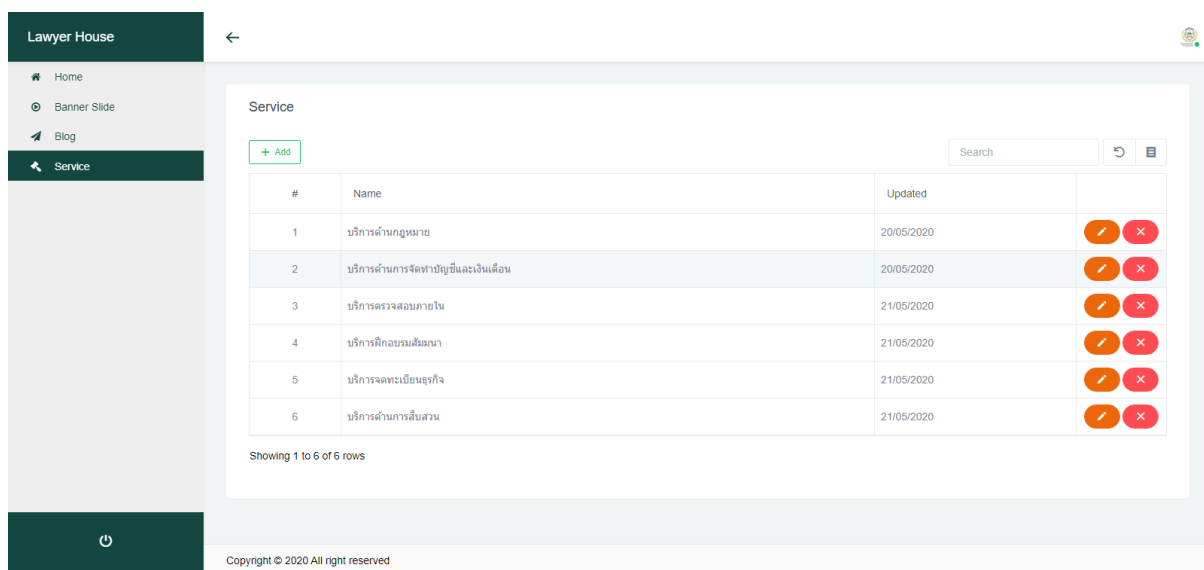 Lawyer House
Home
Banner Slide
Blog
Service
Service
+ Add
Search
# Name Updated
1 บริการด้านกฎหมาย 20/05/2020
2 บริการด้านการจัดทำบัญชีและเงินเดือน 20/05/2020
3 บริการตรวจสอบภายใน 21/05/2020
4 บริการฝึกอบรมสัมมนา 21/05/2020
5 บริการจดทะเบียนธุรกิจ 21/05/2020
6 บริการด้านการสืบสวน 21/05/2020
Showing 1 to 6 of 6 rows
Copyright © 2020 All right reserved